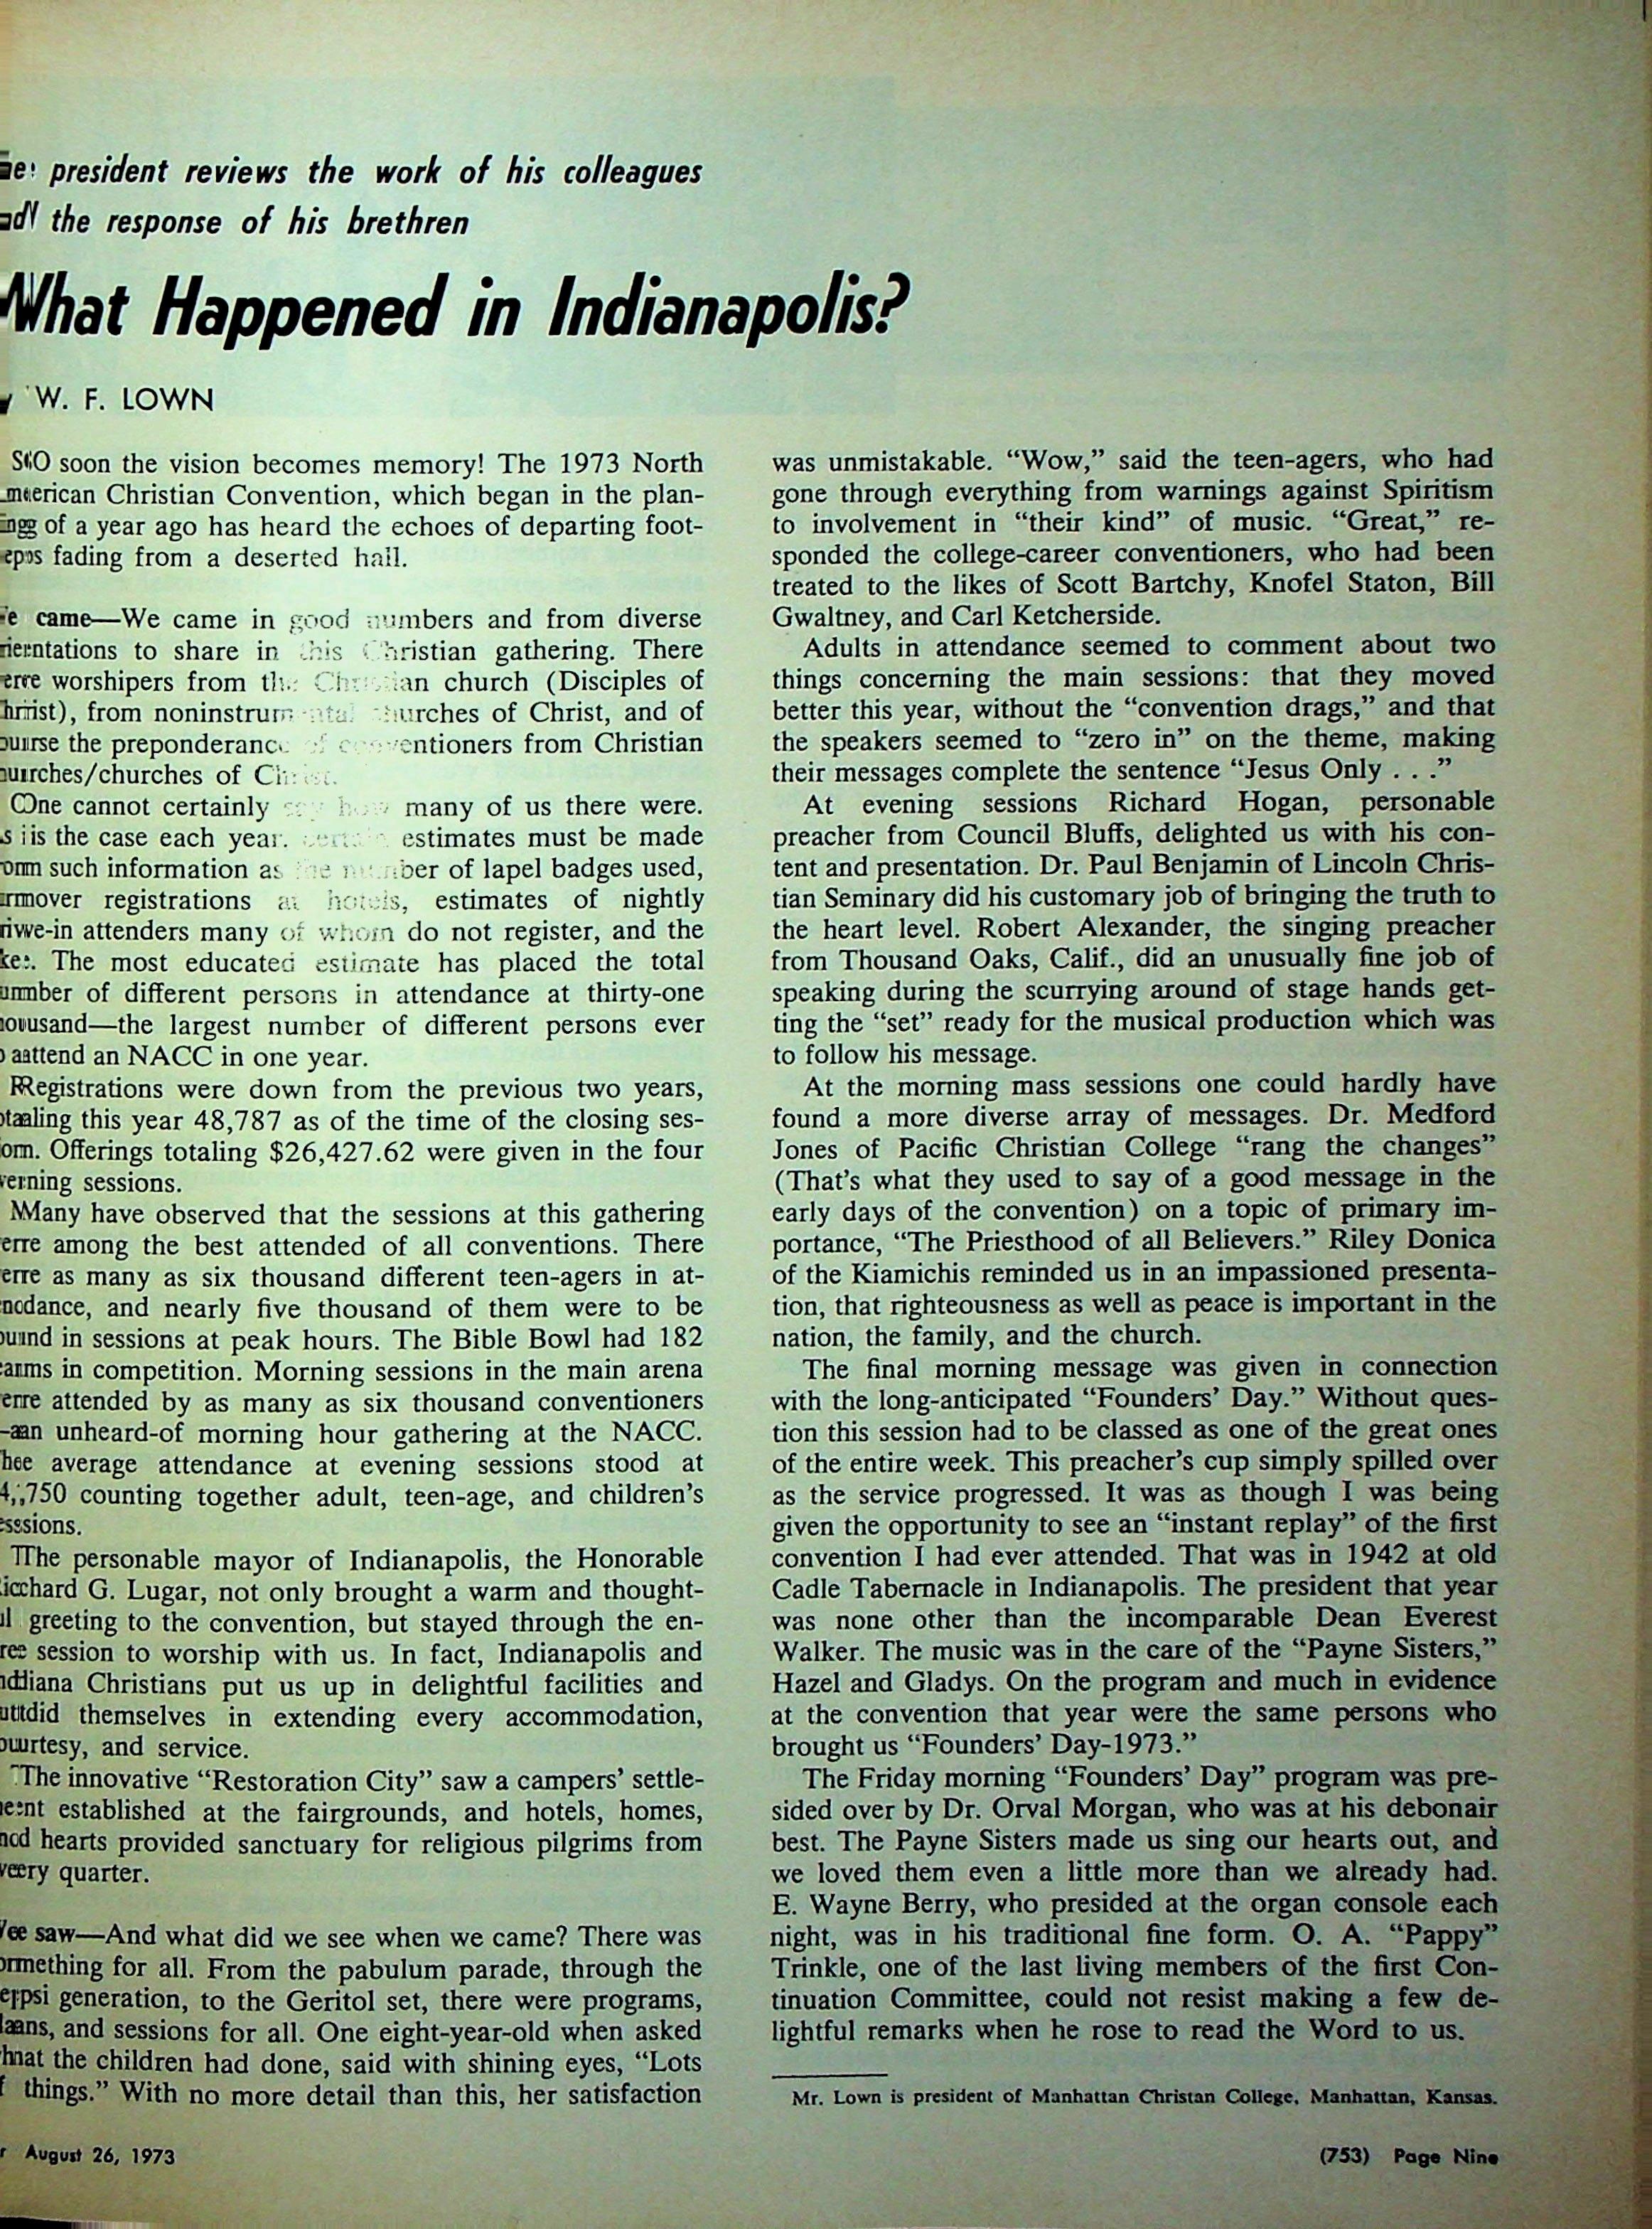 he president reviews the work of his colleagues
and the response of his brethren
What Happened in Indianapolis?
y W. F. LOWN
SO soon the vision becomes memory! The 1973 North
merican Christian Convention, which began in the plan-
ing of a year ago has heard the echoes of departing foot-
eps fading from a deserted hall.
e came—We came in good numbers and from diverse
rientations to share in this Christian gathering. There
ere worshipers from the Christian church (Disciples of
hrist), from noninstrumental churches of Christ, and of
ourse the preponderance of conventioners from Christian
hurches/churches of Christ.
One cannot certainly say how many of us there were.
s is the case each year. certain estimates must be made
om such information as the number of lapel badges used,
rnover registrations at hotels, estimates of nightly
rive-in attenders many of whom do not register, and the
ke. The most educated estimate has placed the total
umber of different persons in attendance at thirty-one
housand—the largest number of different persons ever
o attend an NACC in one year.
Registrations were down from the previous two years,
otaling this year 48,787 as of the time of the closing ses-
on. Offerings totaling $26,427.62 were given in the four
vening sessions.
Many have observed that the sessions at this gathering
ere among the best attended of all conventions. There
ere as many as six thousand different teen-agers in at-
ndance, and nearly five thousand of them were to be
ound in sessions at peak hours. The Bible Bowl had 182
eams in competition. Morning sessions in the main arena
ere attended by as many as six thousand conventioners
—an unheard-of morning hour gathering at the NACC.
he average attendance at evening sessions stood at
4,750 counting together adult, teen-age, and children's
essions.
The personable mayor of Indianapolis, the Honorable
ichard G. Lugar, not only brought a warm and thought-
ul greeting to the convention, but stayed through the en-
re session to worship with us. In fact, Indianapolis and
ndiana Christians put us up in delightful facilities and
utdid themselves in extending every accommodation,
ourtesy, and service.
The innovative “Restoration City” saw a campers' settle-
ent established at the fairgrounds, and hotels, homes,
nd hearts provided sanctuary for religious pilgrims from
very quarter.
We saw—And what did we see when we came? There was
omething for all. From the pabulum parade, through the
epsi generation, to the Geritol set, there were programs,
lans, and sessions for all. One eight-year-old when asked
hat the children had done, said with shining eyes, “Lots
f things.” With no more detail than this, her satisfaction
was unmistakable. “Wow,” said the teen-agers, who had
gone through everything from warnings against Spiritism
to involvement in “their kind” of music. “Great,” re-
sponded the college-career conventioners, who had been
treated to the likes of Scott Bartchy, Knofel Staton, Bill
Gwaltney, and Carl Ketcherside.
Adults in attendance seemed to comment about two
things concerning the main sessions: that they moved
better this year, without the “convention drags,” and that
the speakers seemed to “zero in” on the theme, making
their messages complete the sentence “Jesus Only . . .”
At evening sessions Richard Hogan, personable
preacher from Council Bluffs, delighted us with his con-
tent and presentation. Dr. Paul Benjamin of Lincoln Chris-
tian Seminary did his customary job of bringing the truth to
the heart level. Robert Alexander, the singing preacher
from Thousand Oaks, Calif., did an unusually fine job of
speaking during the scurrying around of stage hands get-
ting the “set” ready for the musical production which was
to follow his message.
At the morning mass sessions one could hardly have
found a more diverse array of messages. Dr. Medford
Jones of Pacific Christian College “rang the changes”
(That's what they used to say of a good message in the
early days of the convention) on a topic of primary im-
portance, “The Priesthood of all Believers.” Riley Donica
of the Kiamichis reminded us in an impassioned presenta-
tion, that righteousness as well as peace is important in the
nation, the family, and the church.
The final morning message was given in connection
with the long-anticipated “Founders' Day.” Without ques-
tion this session had to be classed as one of the great ones
of the entire week. This preacher's cup simply spilled over
as the service progressed. It was as though I was being
given the opportunity to see an “instant replay” of the first
convention I had ever attended. That was in 1942 at old
Cadle Tabernacle in Indianapolis. The president that year
was none other than the incomparable Dean Everest
Walker. The music was in the care of the “Payne Sisters,”
Hazel and Gladys. On the program and much in evidence
at the convention that year were the same persons who
brought us “Founders' Day-1973.”
The Friday morning “Founders' Day” program was pre-
sided over by Dr. Orval Morgan, who was at his debonair
best. The Payne Sisters made us sing our hearts out, and
we loved them even a little more than we already had.
E. Wayne Berry, who presided at the organ console each
night, was in his traditional fine form. O. A. “Pappy”
Trinkle, one of the last living members of the first Con-
tinuation Committee, could not resist making a few de-
lightful remarks when he rose to read the Word to us.
Mr. Lown is president of Manhattan Christan College, Manhattan, Kansas.
r August 26, 1973
(753) Page Nine